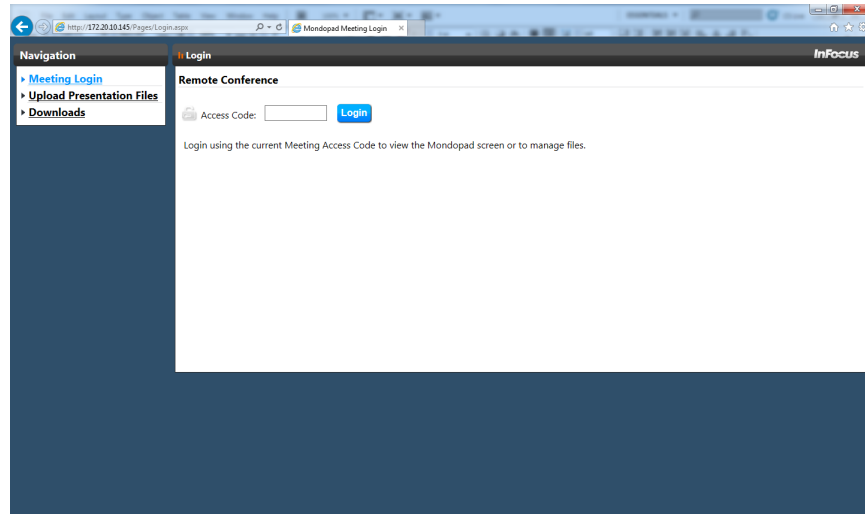 http://172.20.10.145/Pages/Login.aspx
Mondopad Meeting Login
Navigation
Meeting Login
Upload Presentation Files
Downloads
Login
InFocus
Remote Conference
Access Code:
Login
Login using the current Meeting Access Code to view the Mondopad screen or to manage files.